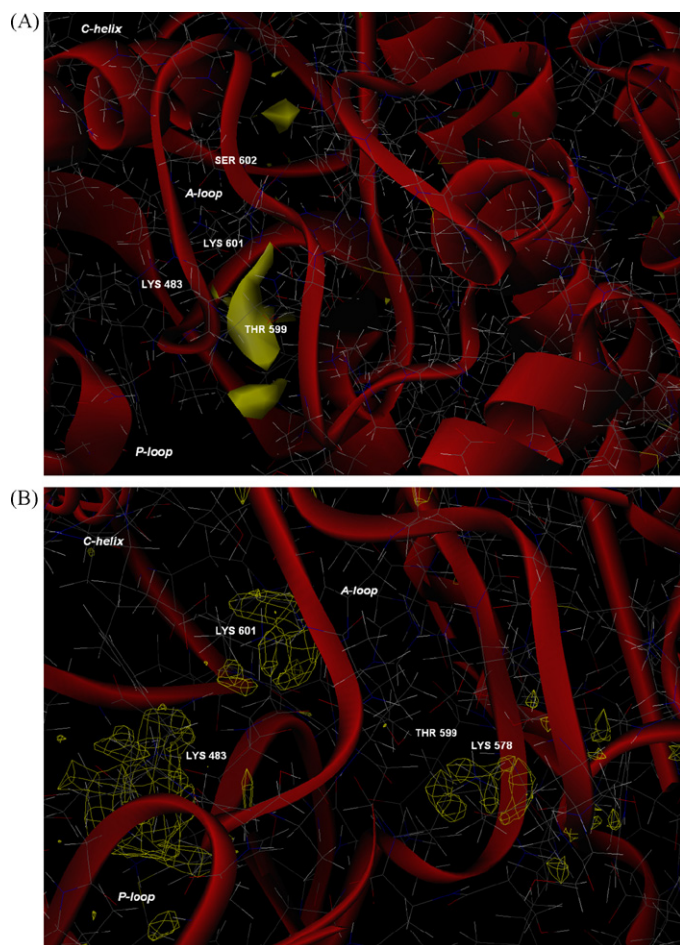 (A)
C-helix
SER 602
A-loop
LYS 601
LYS 483
THR 599
P-loop
(B)
C-helix
A-loop
LYS 601
THR 599
LYS 578
LYS 483
P-loop